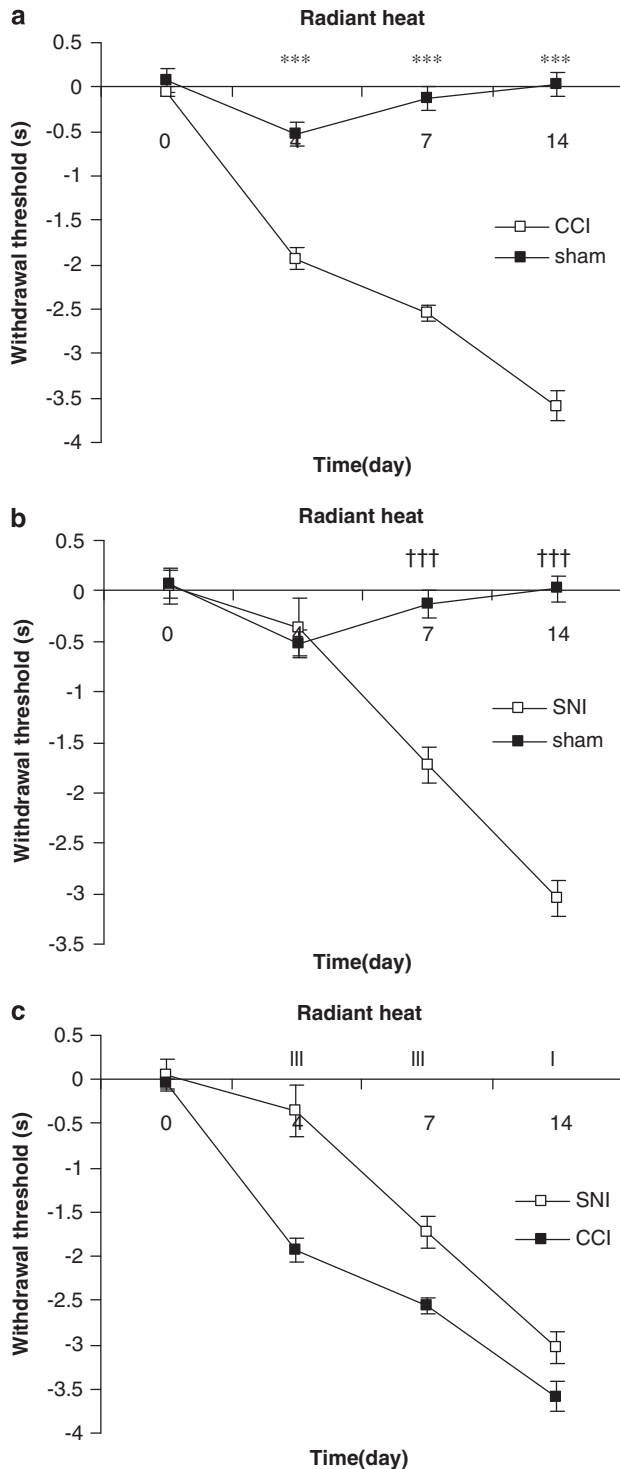 a
Radiant heat
0.5
0
-0.5
-1
-1.5
-2
-2.5
-3
-3.5
-4
Withdrawal threshold (s)
*** *** ***
0 4 7 14
CCI
sham
Time(day)
b
Radiant heat
0.5
0
-0.5
-1
-1.5
-2
-2.5
-3
-3.5
Withdrawal threshold (s)
††† †††
0 4 7 14
SNI
sham
Time(day)
c
Radiant heat
0.5
0
-0.5
-1
-1.5
-2
-2.5
-3
-3.5
-4
Withdrawal threshold (s)
III III I
0 4 7 14
SNI
CCI
Time(day)